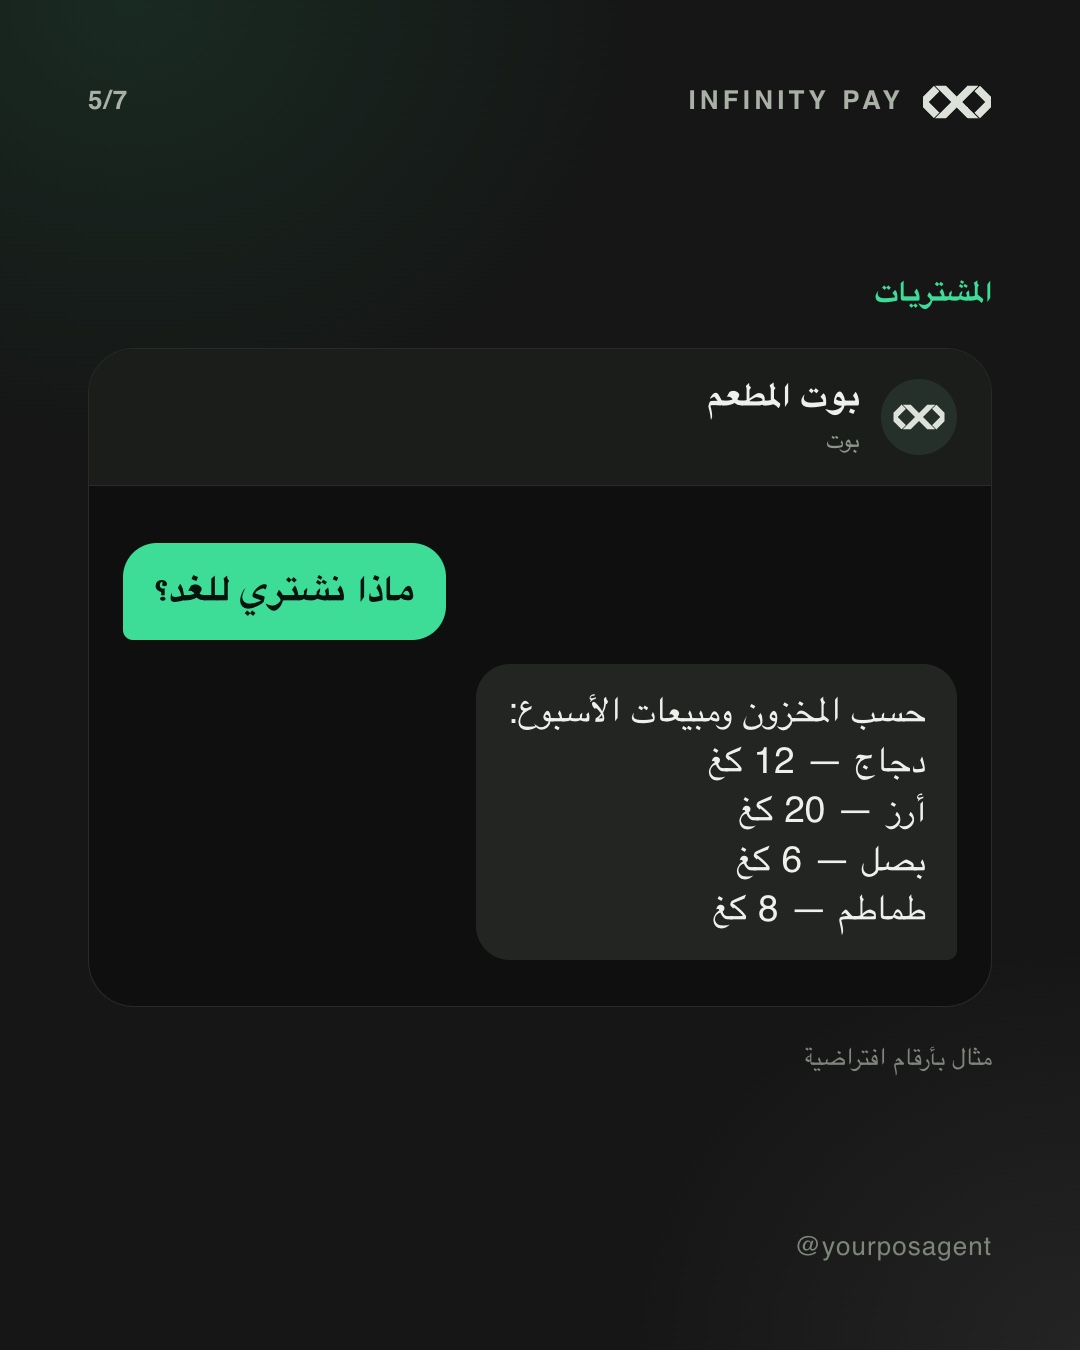 5/7
INFINITY PAY
المشتريات
بوت المطعم
بوت
ماذا نشتري للغد؟
حسب المخزون ومبيعات الأسبوع:
دجاج — 12 كغ
أرز — 20 كغ
بصل — 6 كغ
طماطم — 8 كغ
مثال بأرقام افتراضية
@yourposagent